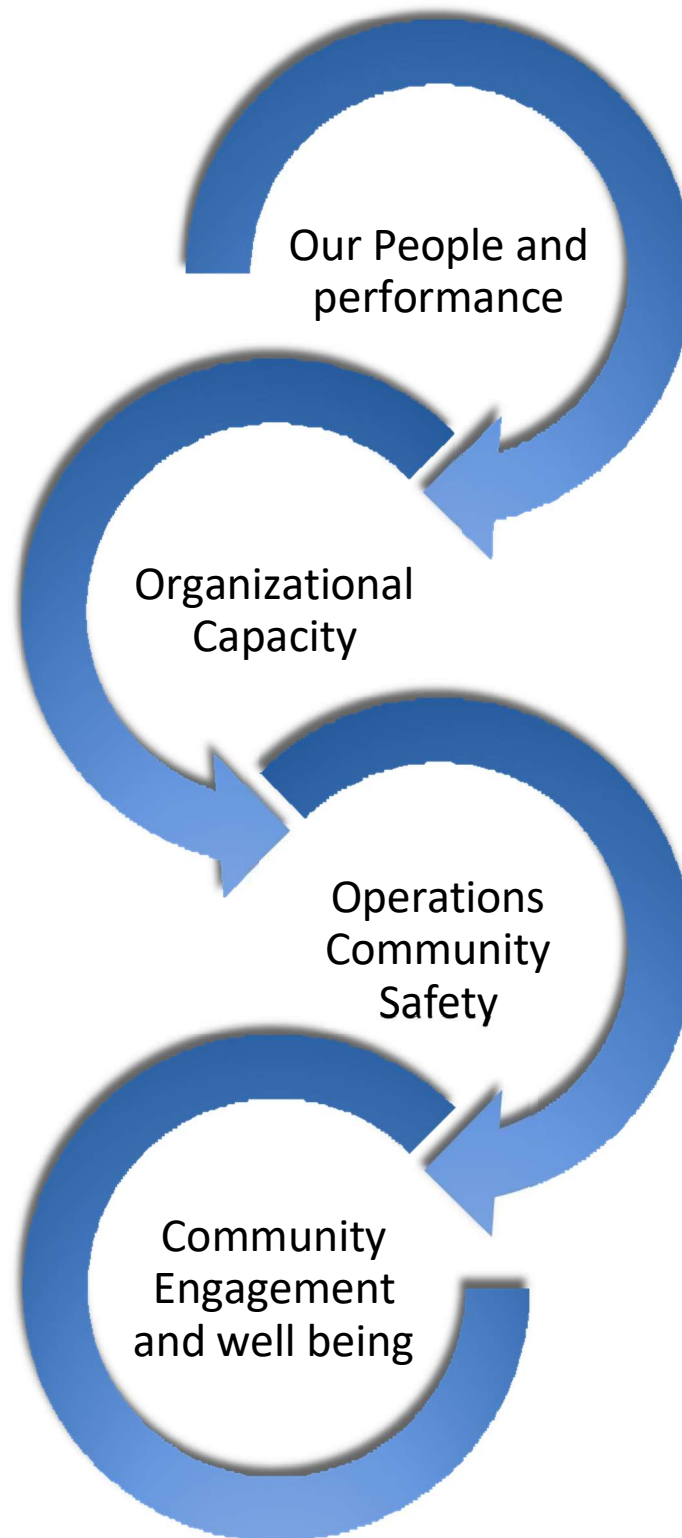 Our People and
performance
Organizational
Capacity
Operations
Community
Safety
Community
Engagement
and well being